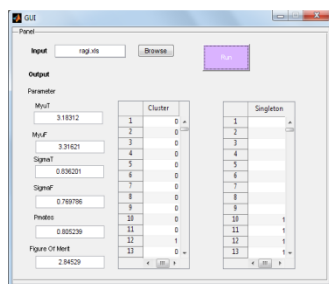 GUI
Panel
Input ragi.xls Browse Run
Output
Parameter
MyuT
3.18312
MyuF
3.31621
SigmaT
0.836201
SigmaF
0.769786
Pmates
0.805239
Figure Of Merit
2.84529
Cluster
1 0
2 0
3 0
4 0
5 0
6 0
7 0
8 0
9 0
10 0
11 0
12 1
13 0
Singleton
1
2
3
4
5
6
7
8
9
10 1
11 1
12 1
13 1